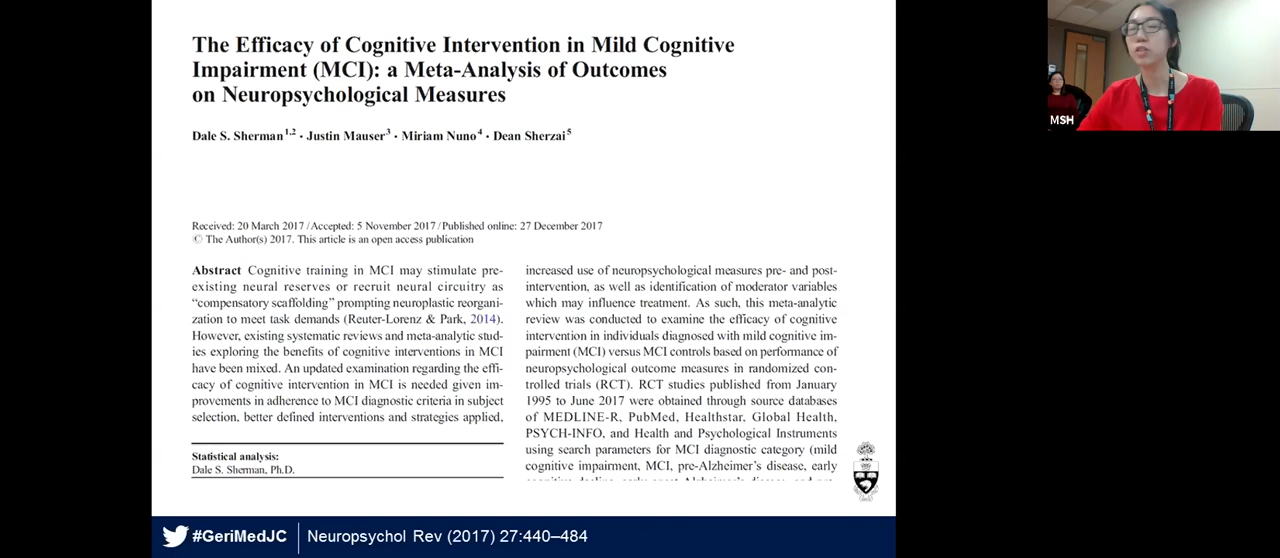 The Efficacy of Cognitive Intervention in Mild Cognitive
Impairment (MCI): a Meta-Analysis of Outcomes
on Neuropsychological Measures
Dale S. Sherman1,2 · Justin Mauser3 · Miriam Nuno4 · Dean Sherzai5
Received: 20 March 2017 / Accepted: 5 November 2017 / Published online: 27 December 2017
© The Author(s) 2017. This article is an open access publication
Abstract Cognitive training in MCI may stimulate pre-
existing neural reserves or recruit neural circuitry as
“compensatory scaffolding” prompting neuroplastic reorgani-
zation to meet task demands (Reuter-Lorenz & Park, 2014).
However, existing systematic reviews and meta-analytic stud-
ies exploring the benefits of cognitive interventions in MCI
have been mixed. An updated examination regarding the effi-
cacy of cognitive intervention in MCI is needed given im-
provements in adherence to MCI diagnostic criteria in subject
selection, better defined interventions and strategies applied,
Statistical analysis:
Dale S. Sherman, Ph.D.
increased use of neuropsychological measures pre- and post-
intervention, as well as identification of moderator variables
which may influence treatment. As such, this meta-analytic
review was conducted to examine the efficacy of cognitive
intervention in individuals diagnosed with mild cognitive im-
pairment (MCI) versus MCI controls based on performance of
neuropsychological outcome measures in randomized con-
trolled trials (RCT). RCT studies published from January
1995 to June 2017 were obtained through source databases
of MEDLINE-R, PubMed, Healthstar, Global Health,
PSYCH-INFO, and Health and Psychological Instruments
using search parameters for MCI diagnostic category (mild
cognitive impairment, MCI, pre-Alzheimer’s disease, early
#GeriMedJC
Neuropsychol Rev (2017) 27:440–484
MSH